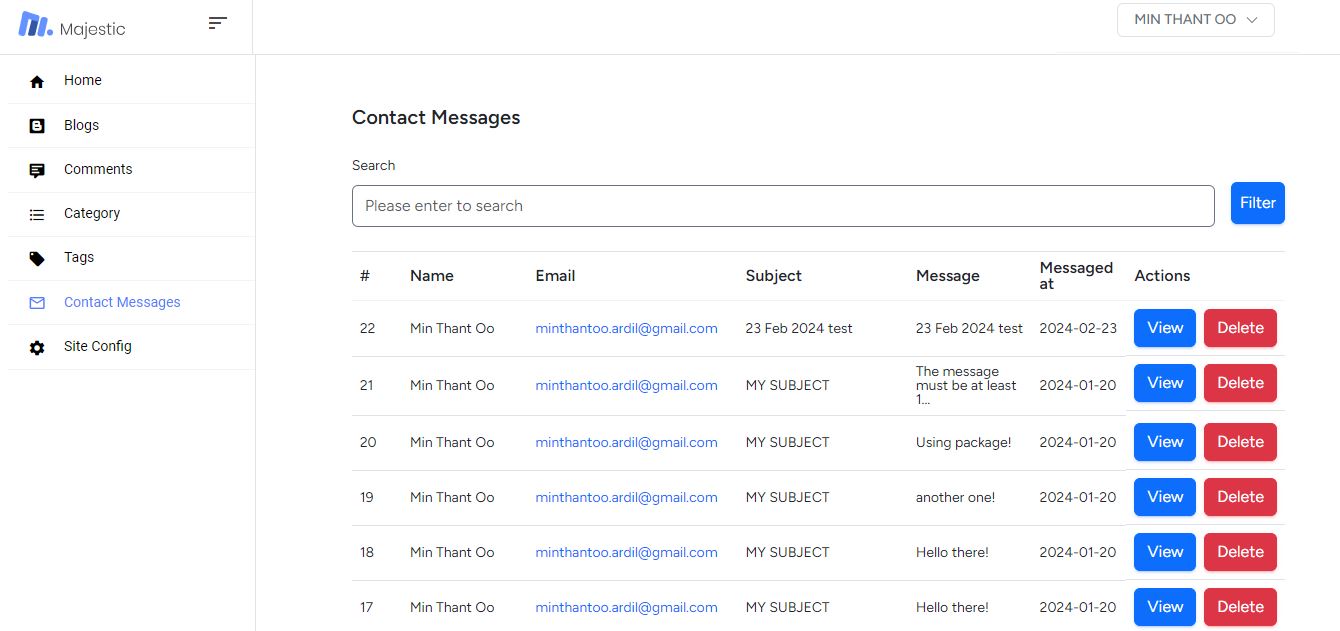 Majestic
MIN THANT OO
Home
Blogs
Comments
Category
Tags
Contact Messages
Site Config
Contact Messages
Search
Please enter to search
Filter
# Name Email Subject Message Messaged at Actions
22 Min Thant Oo minthantoo.ardil@gmail.com 23 Feb 2024 test 23 Feb 2024 test 2024-02-23 View Delete
21 Min Thant Oo minthantoo.ardil@gmail.com MY SUBJECT The message must be at least 1... 2024-01-20 View Delete
20 Min Thant Oo minthantoo.ardil@gmail.com MY SUBJECT Using package! 2024-01-20 View Delete
19 Min Thant Oo minthantoo.ardil@gmail.com MY SUBJECT another one! 2024-01-20 View Delete
18 Min Thant Oo minthantoo.ardil@gmail.com MY SUBJECT Hello there! 2024-01-20 View Delete
17 Min Thant Oo minthantoo.ardil@gmail.com MY SUBJECT Hello there! 2024-01-20 View Delete